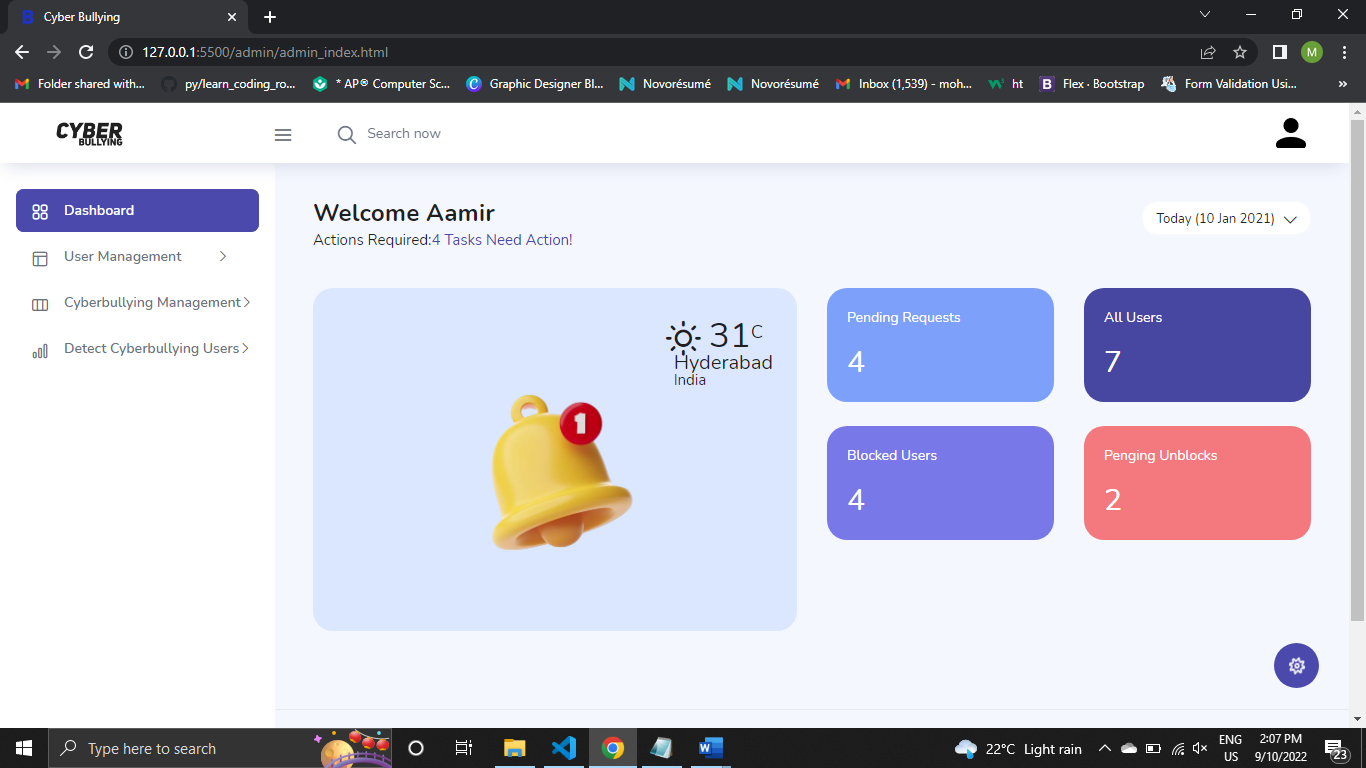 Cyber Bullying
127.0.0.1:5500/admin/admin_index.html
M
Folder shared with...
py/learn_coding_ro...
* AP® Computer Sc...
Graphic Designer Bl...
Novorésumé
Novorésumé
Inbox (1,539) - moh...
ht
Flex · Bootstrap
Form Validation Usi...
»
CYBER
BULLYING
Search now
Dashboard
User Management
Cyberbullying Management
Detect Cyberbullying Users
Welcome Aamir
Actions Required:4 Tasks Need Action!
Today (10 Jan 2021)
31C
Hyderabad
India
1
Pending Requests
4
All Users
7
Blocked Users
4
Penging Unblocks
2
Type here to search
22°C Light rain
ENG
US
2:07 PM
9/10/2022
23